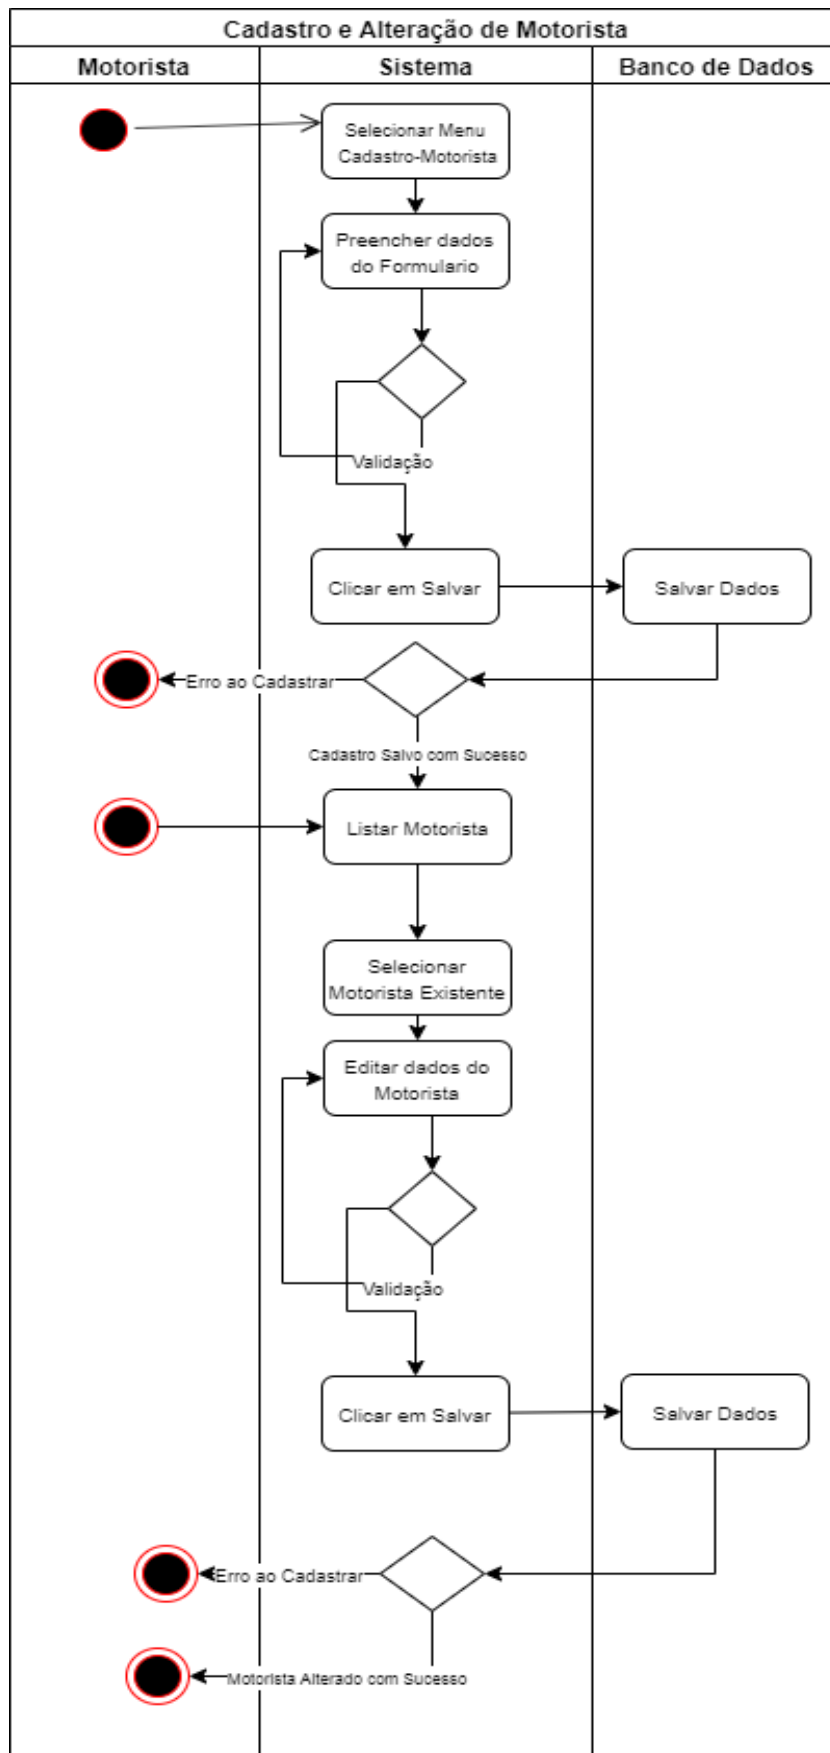 Cadastro e Alteração de Motorista
Motorista
Sistema
Banco de Dados
Selecionar Menu
Cadastro-Motorista
Preencher dados
do Formulario
Validação
Clicar em Salvar
Salvar Dados
Erro ao Cadastrar
Cadastro Salvo com Sucesso
Listar Motorista
Selecionar
Motorista Existente
Editar dados do
Motorista
Validação
Clicar em Salvar
Salvar Dados
Erro ao Cadastrar
Motorista Alterado com Sucesso